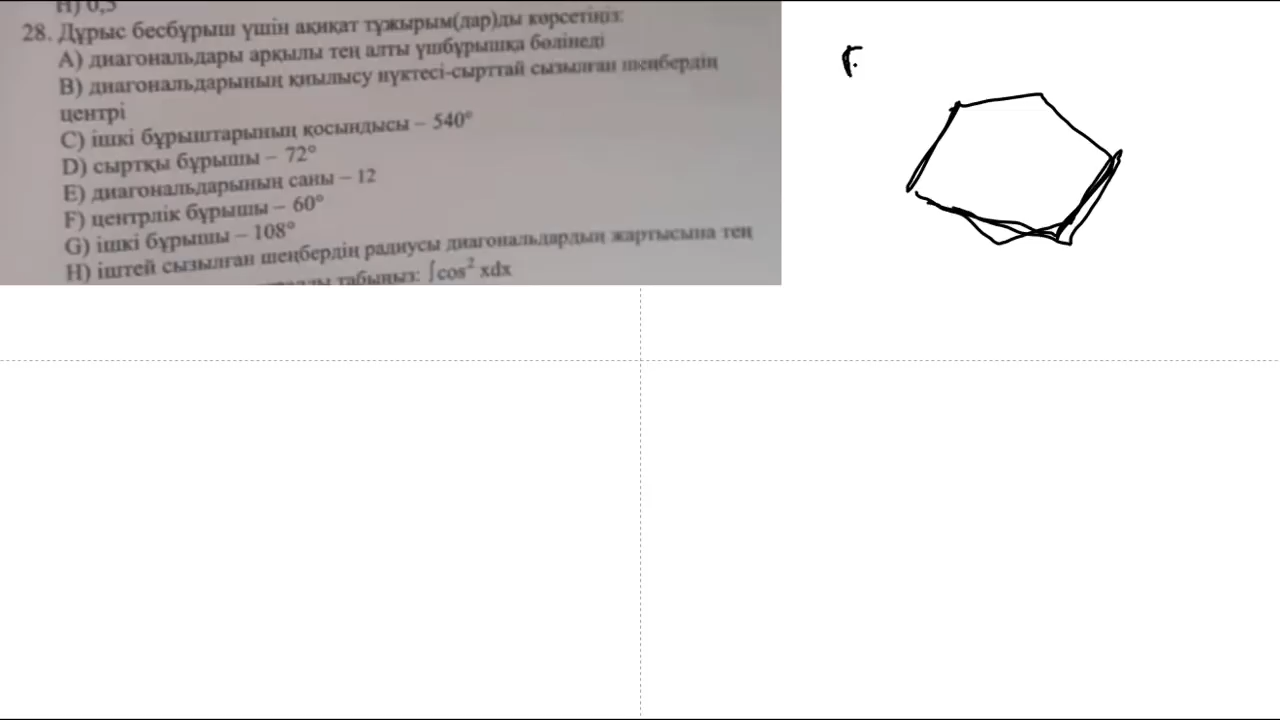 H) 0,5
28. Дұрыс бесбұрыш үшін ақиқат тұжырым(дар)ды көрсетіңіз:
A) диагональдары арқылы тең алты үшбұрышқа бөлінеді
B) диагональдарының қиылысу нүктесі-сырттай сызылған шеңбердің
центрі
C) ішкі бұрыштарының қосындысы – 540°
D) сыртқы бұрышы – 72°
E) диагональдарының саны – 12
F) центрлік бұрышы – 60°
G) ішкі бұрышы – 108°
H) іштей сызылған шеңбердің радиусы диагональдардың жартысына тең
табыңыз: ∫cos² xdx